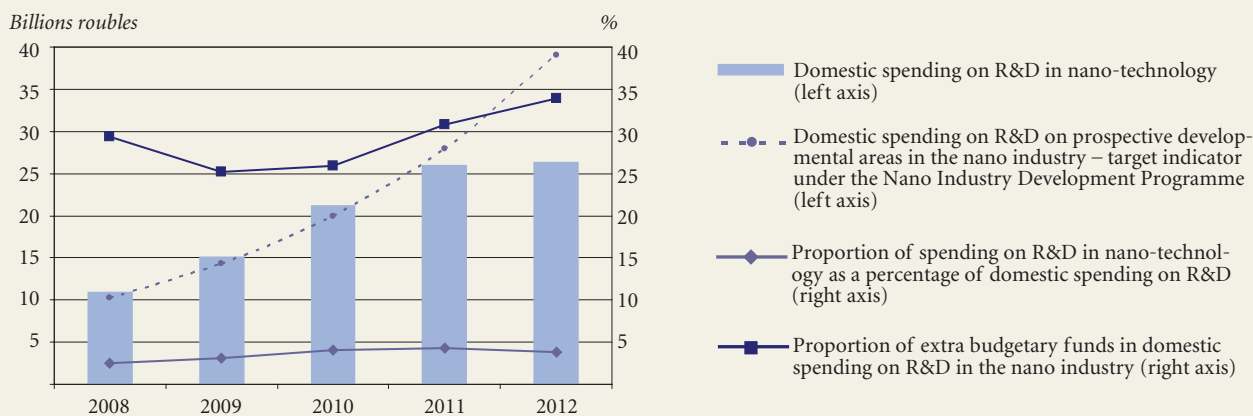 Billions roubles
%
40
35
30
25
20
15
10
5
40
35
30
25
20
15
10
5
2008 2009 2010 2011 2012
Domestic spending on R&D in nano-technology
(left axis)
Domestic spending on R&D on prospective develop-
mental areas in the nano industry – target indicator
under the Nano Industry Development Programme
(left axis)
Proportion of spending on R&D in nano-technol-
ogy as a percentage of domestic spending on R&D
(right axis)
Proportion of extra budgetary funds in domestic
spending on R&D in the nano industry (right axis)